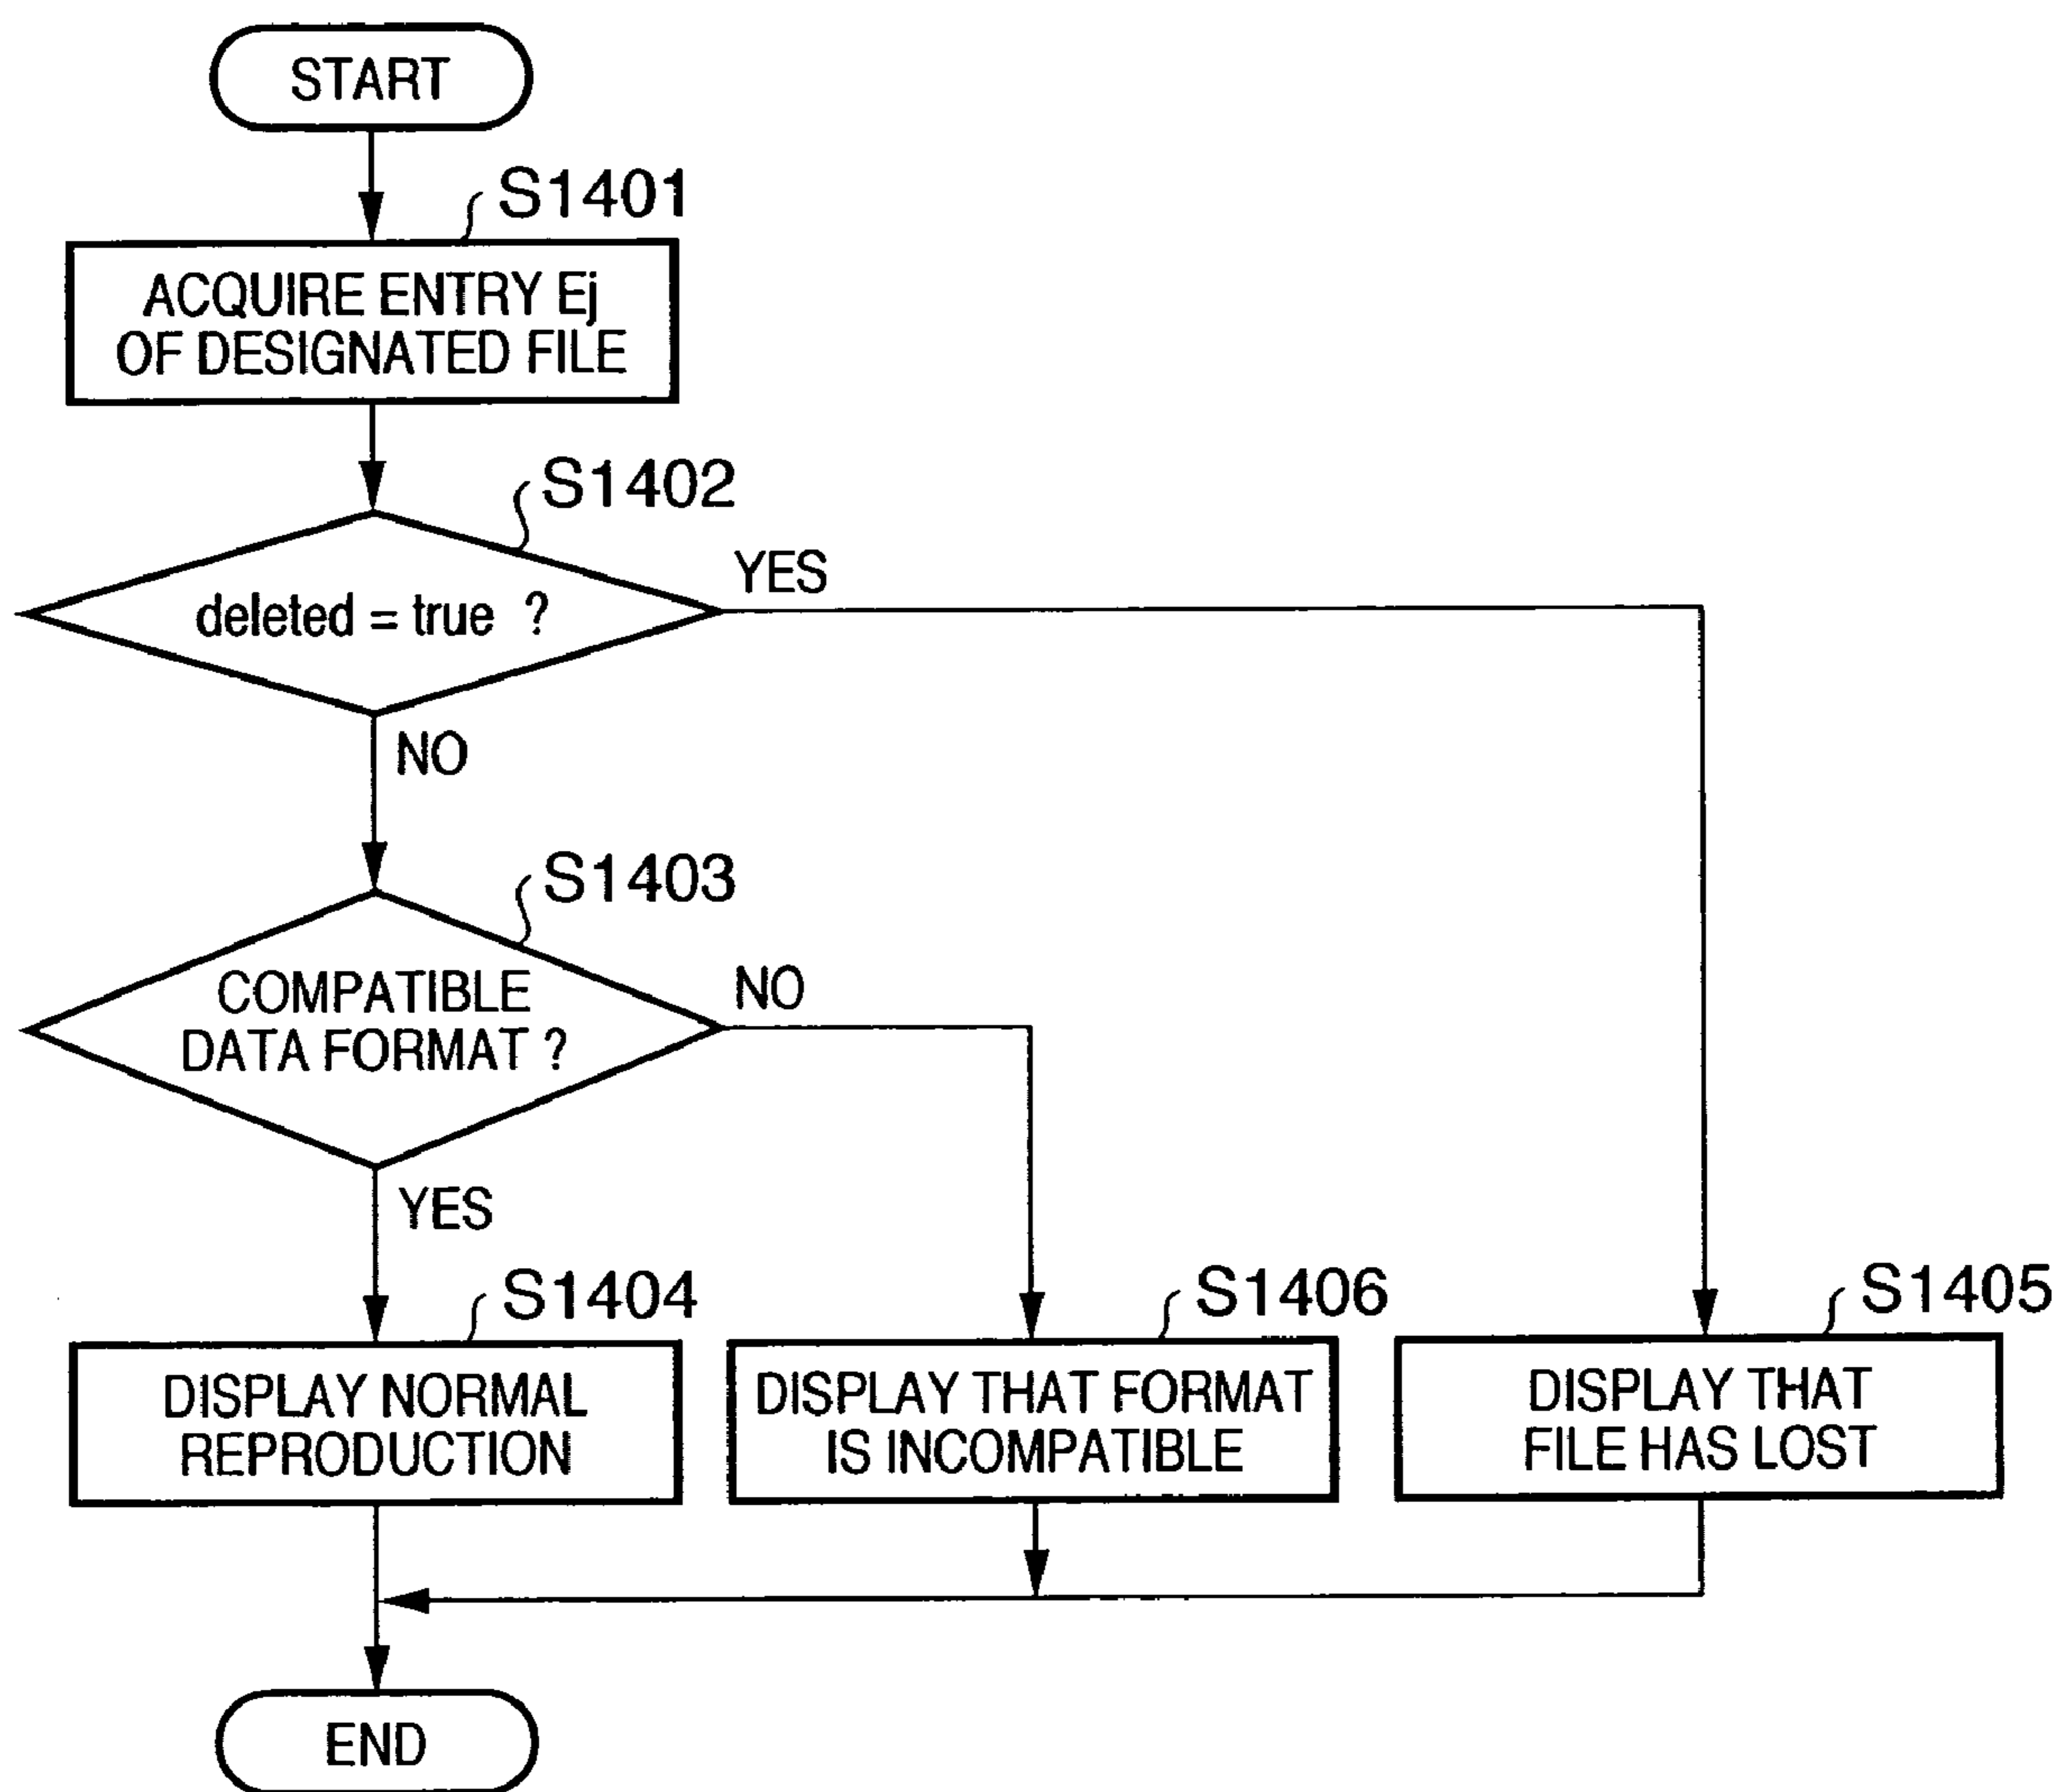 START
S1401
ACQUIRE ENTRY Ej
OF DESIGNATED FILE
S1402
deleted = true ?
YES
NO
S1403
COMPATIBLE
DATA FORMAT ?
NO
YES
S1404
DISPLAY NORMAL
REPRODUCTION
S1406
DISPLAY THAT FORMAT
IS INCOMPATIBLE
S1405
DISPLAY THAT
FILE HAS LOST
END